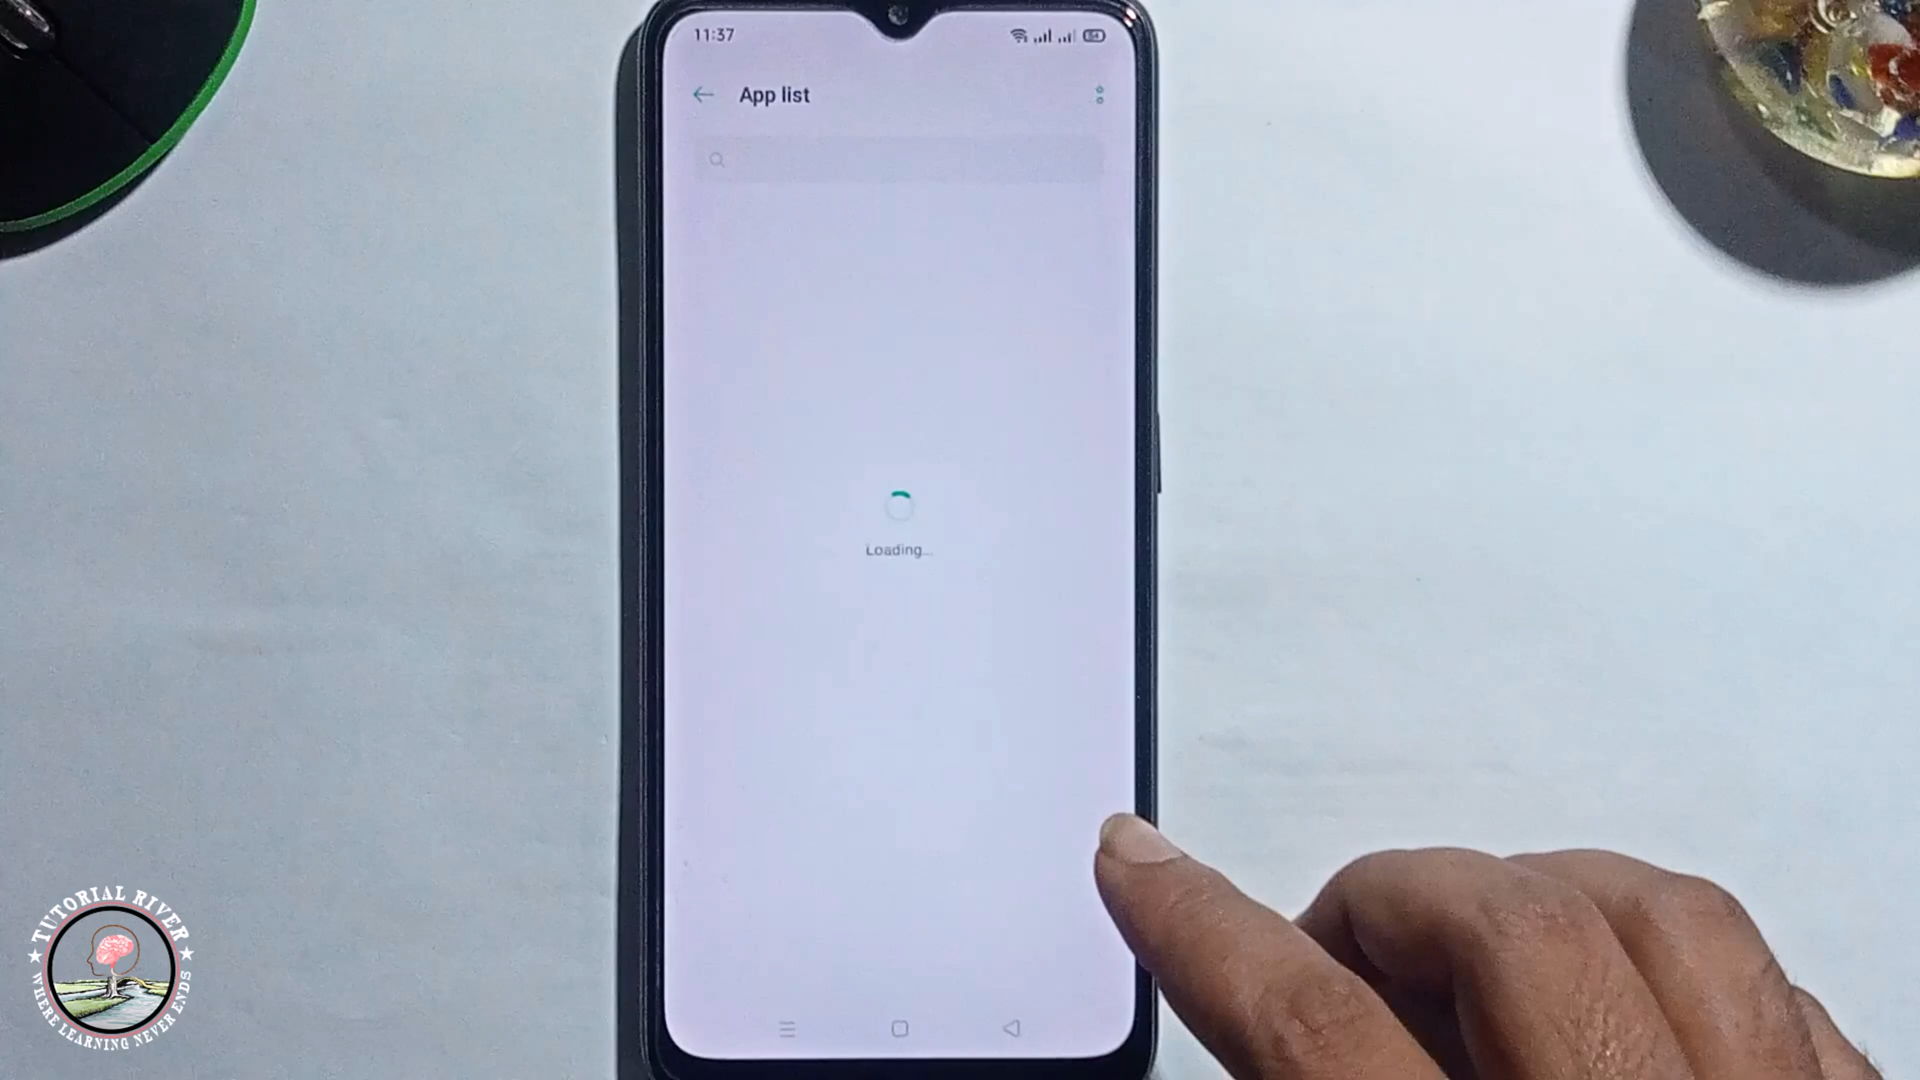 11:37
App list
Loading...
TUTORIAL RIVER
WHERE LEARNING NEVER ENDS